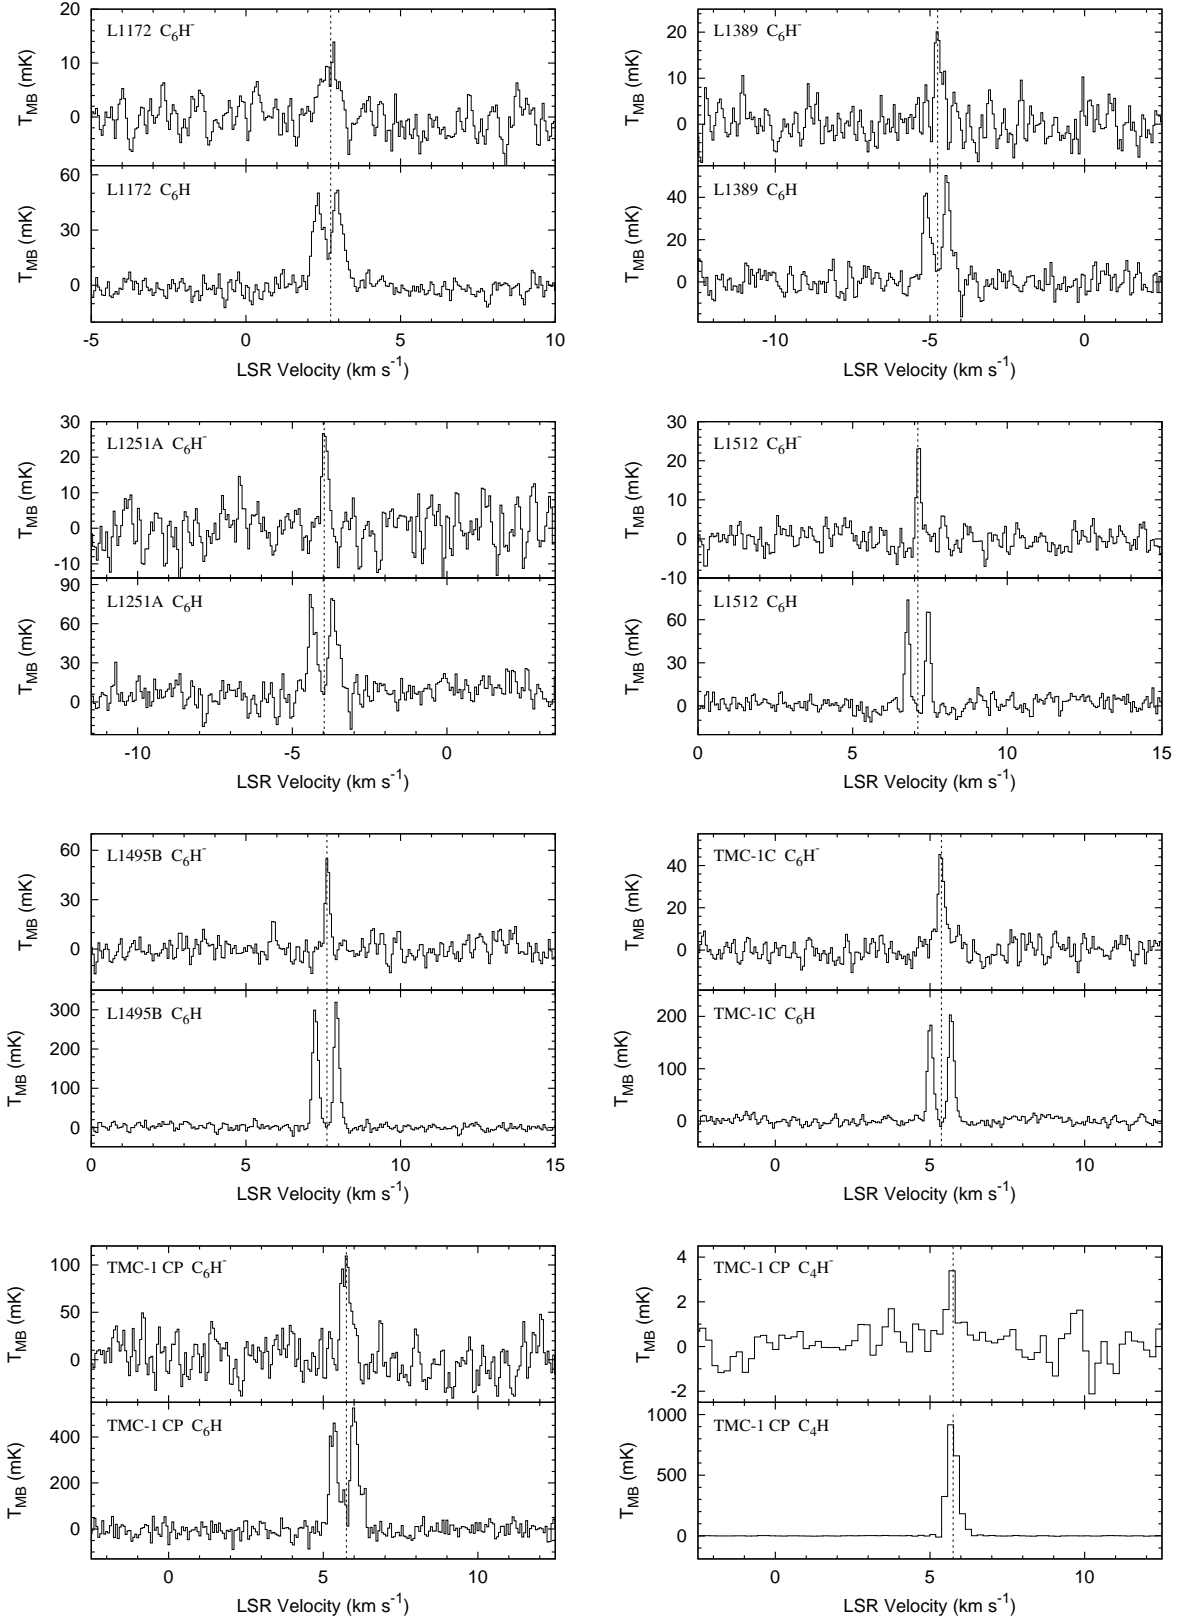 L1172 C6H-
TMB (mK)
20
10
0
L1172 C6H
TMB (mK)
60
30
0
-5 0 5 10
LSR Velocity (km s-1)
L1389 C6H-
TMB (mK)
20
10
0
L1389 C6H
TMB (mK)
40
20
0
-10 -5 0
LSR Velocity (km s-1)
L1251A C6H-
TMB (mK)
30
20
10
0
-10
L1251A C6H
TMB (mK)
90
60
30
0
-10 -5 0
LSR Velocity (km s-1)
L1512 C6H-
TMB (mK)
30
20
10
0
-10
L1512 C6H
TMB (mK)
60
30
0
0 5 10 15
LSR Velocity (km s-1)
L1495B C6H-
TMB (mK)
60
30
0
L1495B C6H
TMB (mK)
300
200
100
0
0 5 10 15
LSR Velocity (km s-1)
TMC-1C C6H-
TMB (mK)
40
20
0
TMC-1C C6H
TMB (mK)
200
100
0
0 5 10
LSR Velocity (km s-1)
TMC-1 CP C6H-
TMB (mK)
100
50
0
TMC-1 CP C6H
TMB (mK)
400
200
0
0 5 10
LSR Velocity (km s-1)
TMC-1 CP C4H-
TMB (mK)
4
2
0
-2
TMC-1 CP C4H
TMB (mK)
1000
500
0
0 5 10
LSR Velocity (km s-1)